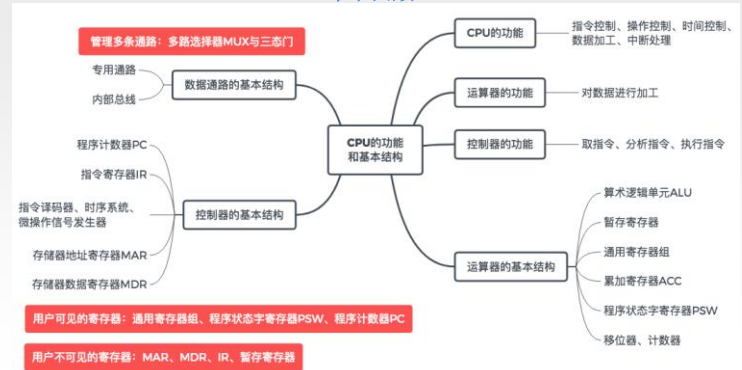 管理多条通路：多路选择器MUX与三态门
专用通路
内部总线
数据通路的基本结构
程序计数器PC
指令寄存器IR
指令译码器、时序系统、
微操作信号发生器
存储器地址寄存器MAR
存储器数据寄存器MDR
控制器的基本结构
用户可见的寄存器：通用寄存器组、程序状态字寄存器PSW、程序计数器PC
用户不可见的寄存器：MAR、MDR、IR、暂存寄存器
CPU的功能
和基本结构
CPU的功能
指令控制、操作控制、时间控制、
数据加工、中断处理
运算器的功能
对数据进行加工
控制器的功能
取指令、分析指令、执行指令
运算器的基本结构
算术逻辑单元ALU
暂存寄存器
通用寄存器组
累加寄存器ACC
程序状态字寄存器PSW
移位器、计数器